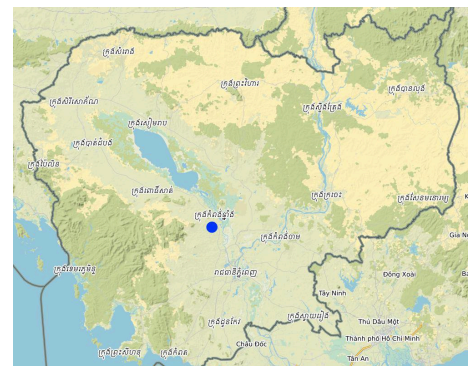 ក្រុងសំរោង
ក្រុងព្រះវិហារ
ក្រុងបានលុង
ក្រុងសិរីសោភ័ណ
ក្រុងស្ទឹងត្រែង
ក្រុងសៀមរាប
ក្រុងបាត់ដំបង
ក្រុងប៉ៃលិន
ក្រុងពោធិ៍សាត់
ក្រុងក្រចេះ
ក្រុងសែនមនោរម្យ
ក្រុងកំពង់ឆ្នាំង
ក្រុងកំពង់ចាម
ក្រុងខេមរភូមិន្ទ
រាជធានីភ្នំពេញ
Đồng Xoài
Gia Ng
Tây Ninh
ក្រុងដូនកែវ
ក្រុងស្វាយរៀង
Thủ Dầu Một
Châu Đốc
Thành phố Hồ Chí Minh
ក្រុងព្រះសីហនុ
ក្រុងកំពត
Tân An